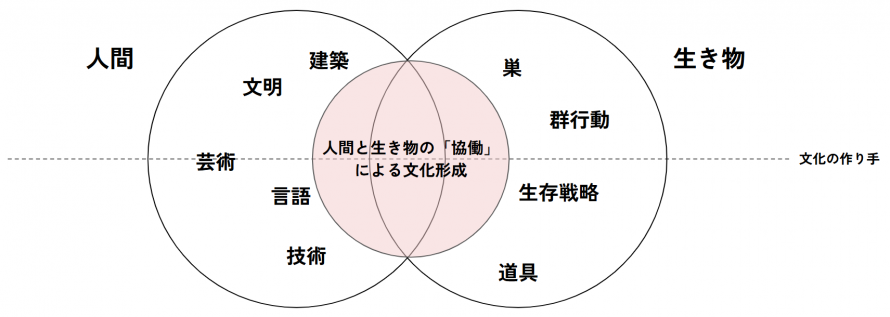 人間
生き物
建築
文明
芸術
言語
技術
人間と生き物の「協働」
による文化形成
巣
群行動
生存戦略
道具
文化の作り手